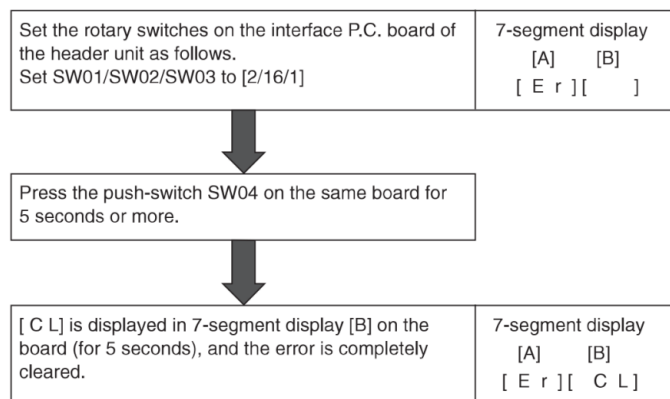 Set the rotary switches on the interface P.C. board of
the header unit as follows.
Set SW01/SW02/SW03 to [2/16/1]
7-segment display
[A] [B]
[ E r ] [ ]
Press the push-switch SW04 on the same board for
5 seconds or more.
[ C L] is displayed in 7-segment display [B] on the
board (for 5 seconds), and the error is completely
cleared.
7-segment display
[A] [B]
[ E r ] [ C L ]